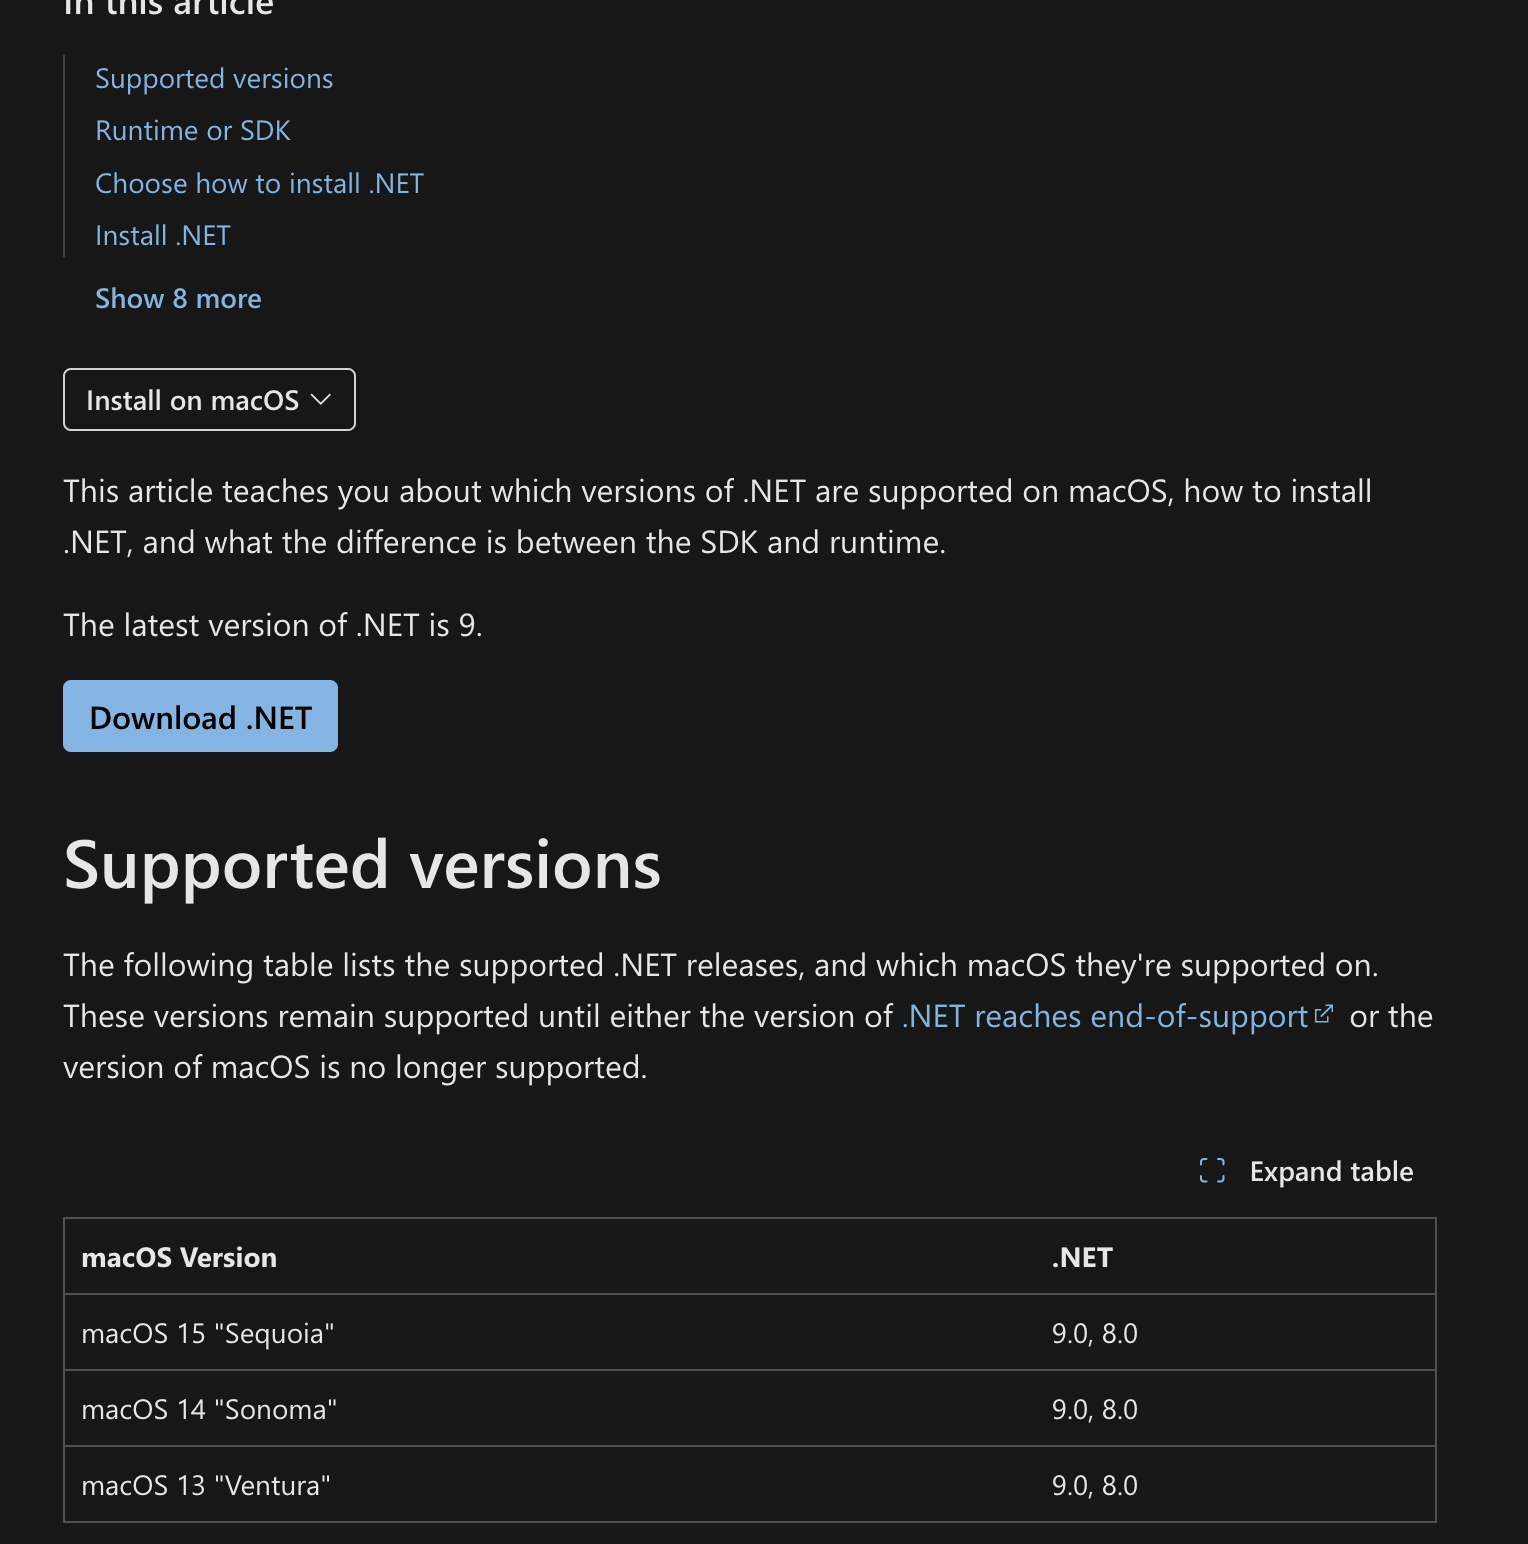 In this article
Supported versions
Runtime or SDK
Choose how to install .NET
Install .NET
Show 8 more
Install on macOS
This article teaches you about which versions of .NET are supported on macOS, how to install
.NET, and what the difference is between the SDK and runtime.
The latest version of .NET is 9.
Download .NET
Supported versions
The following table lists the supported .NET releases, and which macOS they're supported on.
These versions remain supported until either the version of .NET reaches end-of-support or the
version of macOS is no longer supported.
Expand table
macOS Version .NET
macOS 15 "Sequoia" 9.0, 8.0
macOS 14 "Sonoma" 9.0, 8.0
macOS 13 "Ventura" 9.0, 8.0